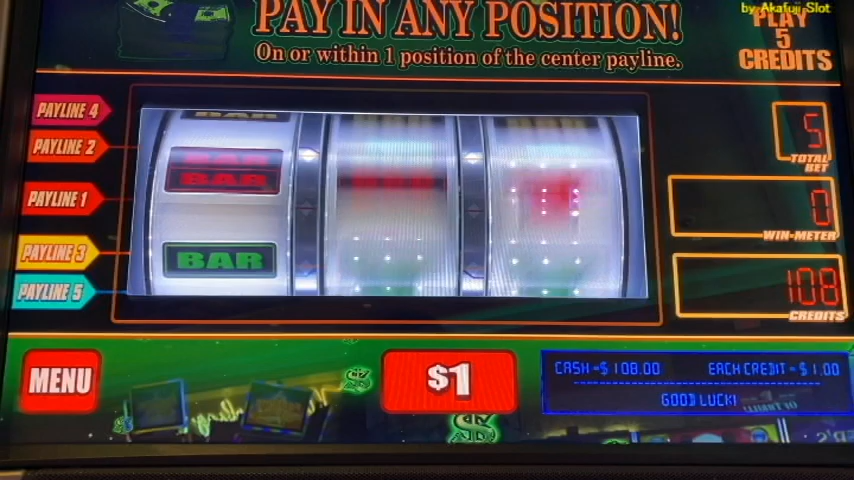 by Akafuji Slot
PAY IN ANY POSITION!
On or within 1 position of the center payline.
PLAY
5
CREDITS
PAYLINE 4
PAYLINE 2
PAYLINE 1
PAYLINE 3
PAYLINE 5
BAR
BAR
BAR
BAR
5
TOTAL
BET
0
WIN-METER
108
CREDITS
MENU
$1
CASH = $108.00 EACH CREDIT = $1.00
GOOD LUCK!